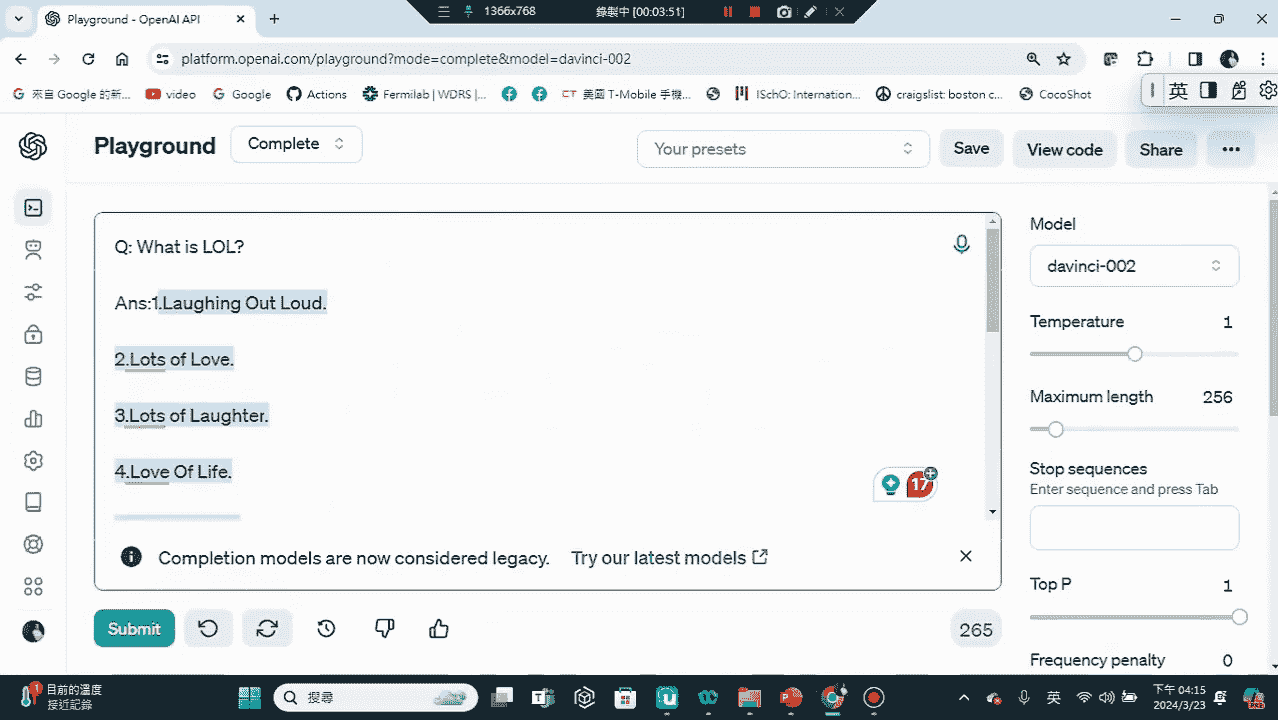 1366x768 錄製中 [00:03:51]
Playground - OpenAI API
platform.openai.com/playground?mode=complete&model=davinci-002
來自 Google 的新... video Google Actions Fermilab | WDRS |... 美國 T-Mobile 手機... ISchO: Internation... craigslist: boston c... CocoShot
英
Playground Complete Your presets Save View code Share
Q: What is LOL?
Ans:1.Laughing Out Loud.
2.Lots of Love.
3.Lots of Laughter.
4.Love Of Life.
17
Completion models are now considered legacy. Try our latest models
Submit
265
Model
davinci-002
Temperature 1
Maximum length 256
Stop sequences
Enter sequence and press Tab
Top P 1
Frequency penalty 0
1 目前的溫度
接近記錄
搜尋
英
下午 04:15
2024/3/23